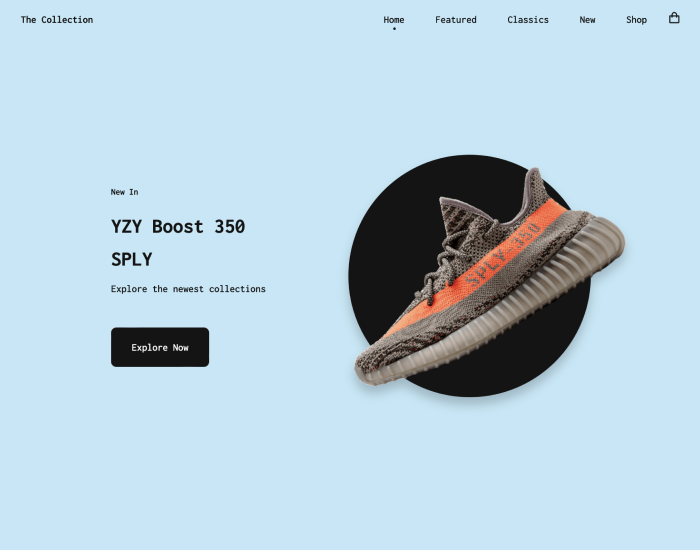 The Collection
Home Featured Classics New Shop
New In
YZY Boost 350
SPLY
Explore the newest collections
Explore Now
SPLY-350